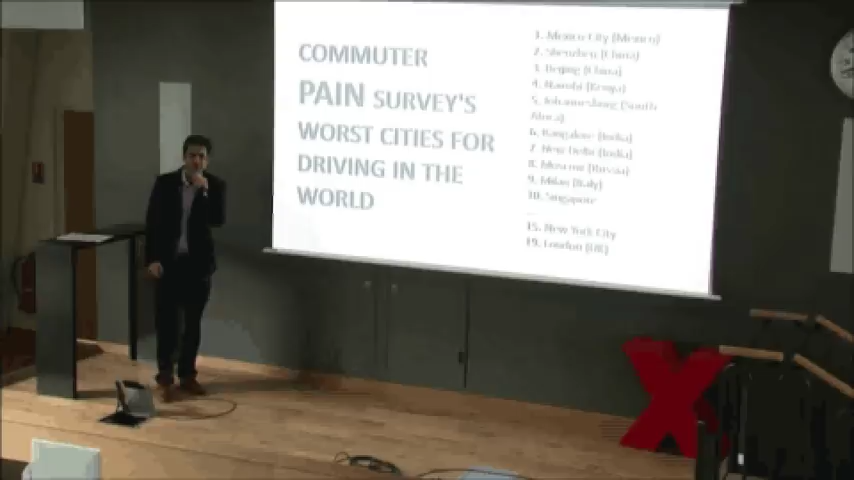 COMMUTER
PAIN SURVEY'S
WORST CITIES FOR
DRIVING IN THE
WORLD
1. Mexico City (Mexico)
2. Shenzhen (China)
3. Beijing (China)
4. Nairobi (Kenya)
5. Johannesburg (South
Africa)
6. Bangalore (India)
7. New Delhi (India)
8. Moscow (Russia)
9. Milan (Italy)
10. Singapore
15. New York City
19. London (UK)
X